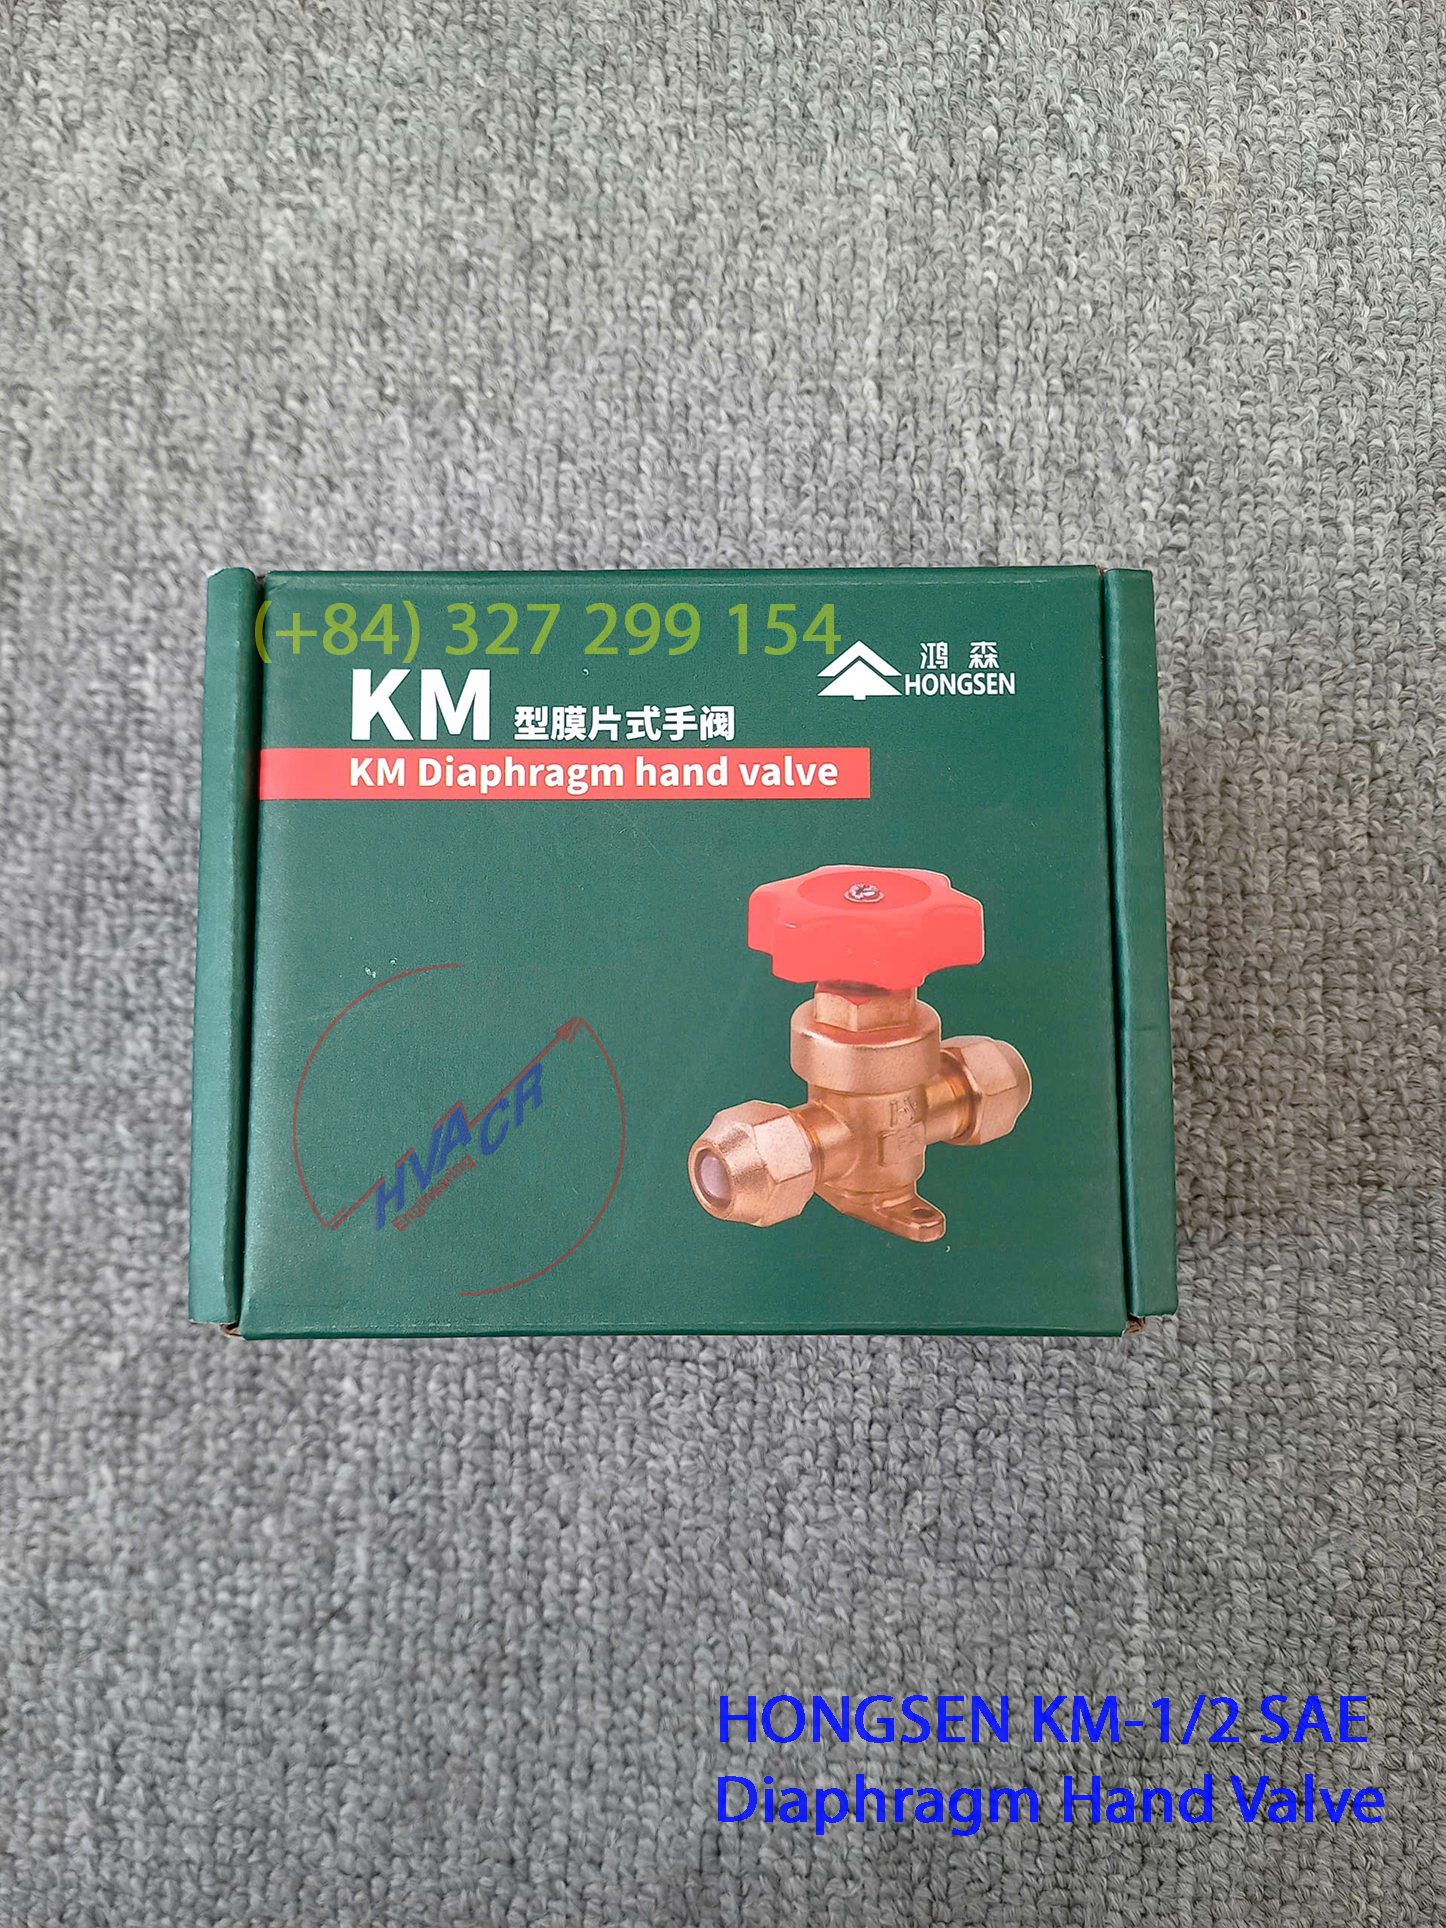 (+84) 327 299 154
KM 型膜片式手阀
鸿森
HONGSEN
KM Diaphragm hand valve
HVACR
Engineering
HONGSEN KM-1/2 SAE
Diaphragm Hand Valve